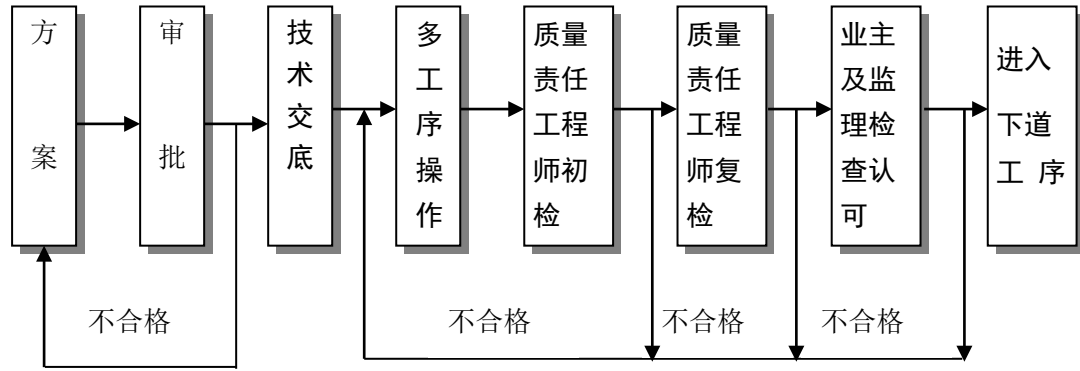 方
案
审
批
技
术
交
底
多
工
序
操
作
质量
责任
工程
师初
检
质量
责任
工程
师复
检
业主
及监
理检
查认
可
进入
下道
工 序
不合格
不合格
不合格
不合格